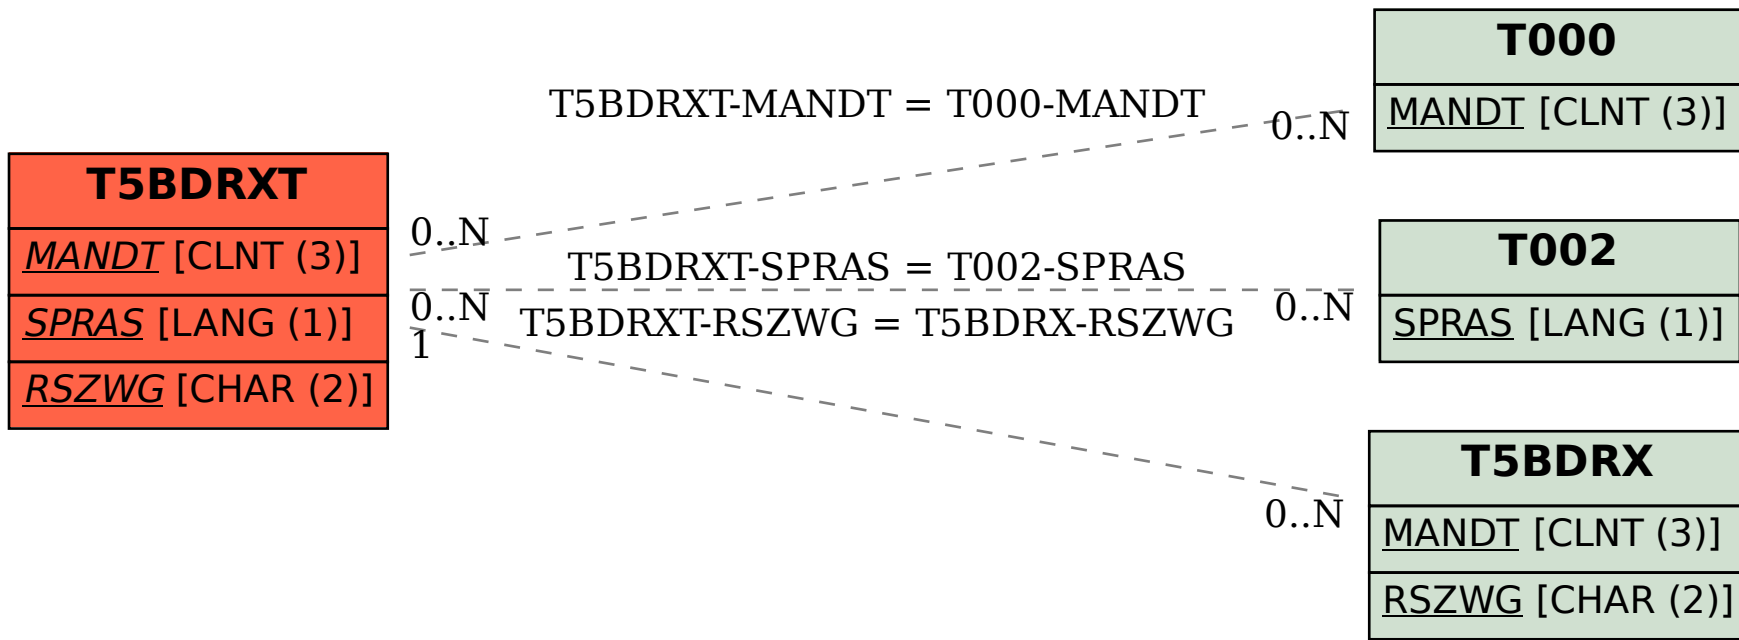 T5BDRXT
MANDT [CLNT (3)]
SPRAS [LANG (1)]
RSZWG [CHAR (2)]
T5BDRXT-MANDT = T000-MANDT
0..N
0..N
T5BDRXT-SPRAS = T002-SPRAS
0..N
0..N
T5BDRXT-RSZWG = T5BDRX-RSZWG
1
0..N
T000
MANDT [CLNT (3)]
T002
SPRAS [LANG (1)]
T5BDRX
MANDT [CLNT (3)]
RSZWG [CHAR (2)]